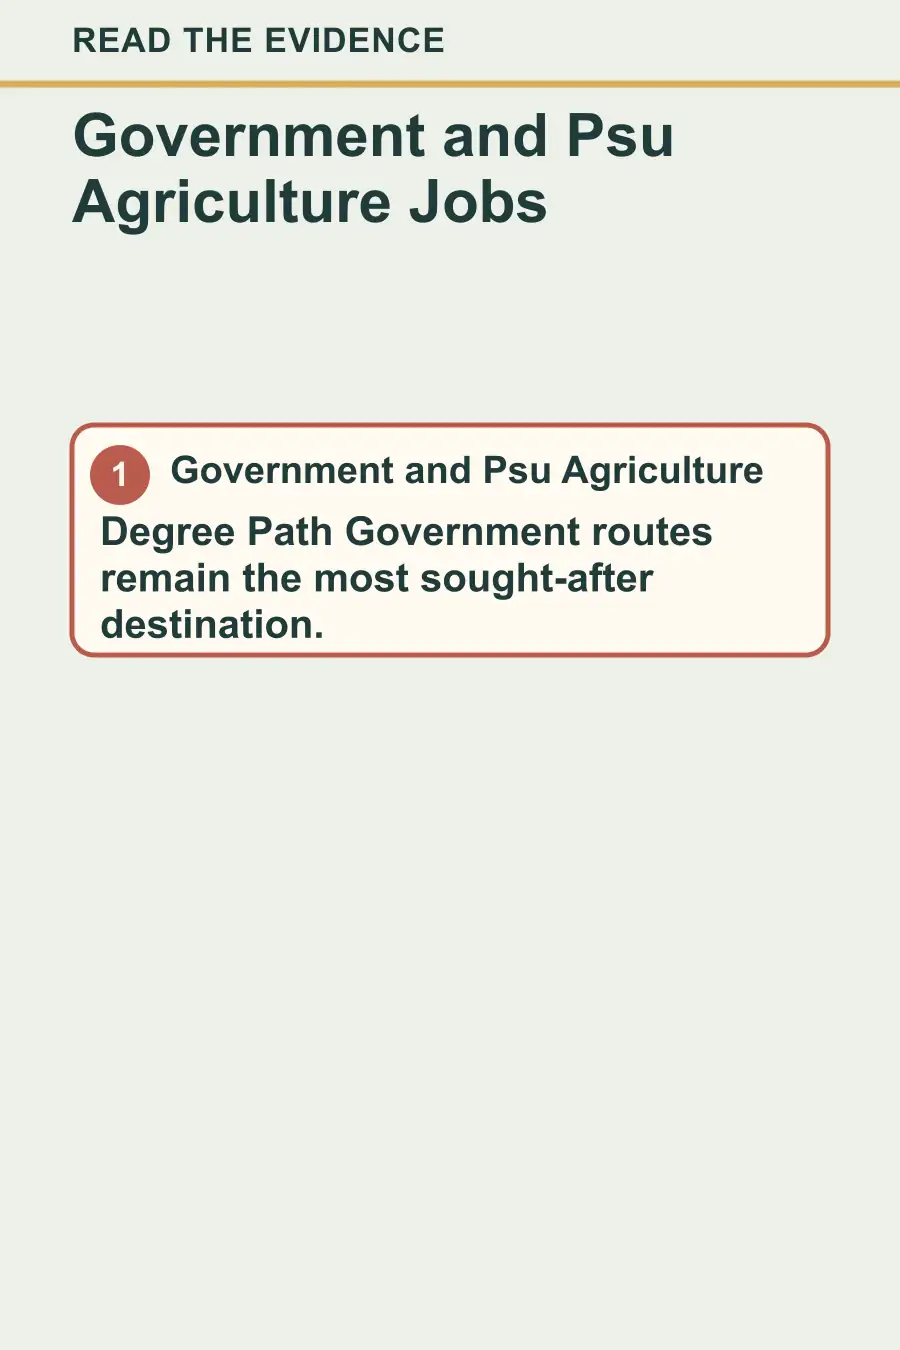 READ THE EVIDENCE
Government and Psu
Agriculture Jobs
1 Government and Psu Agriculture
Degree Path Government routes
remain the most sought-after
destination.